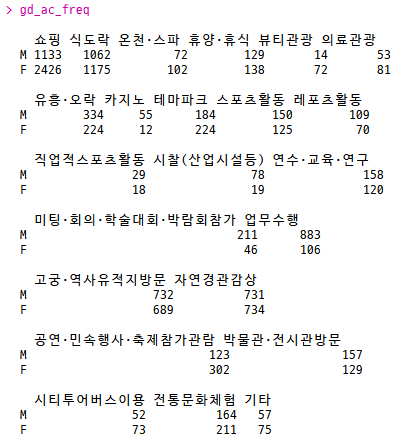 > gd_ac_freq
쇼핑 식도락 온천·스파 휴양·휴식 뷰티관광 의료관광
M 1133 1062 72 129 14 53
F 2426 1175 102 138 72 81
유흥·오락 카지노 테마파크 스포츠활동 레포츠활동
M 334 55 184 150 109
F 224 12 224 125 70
직업적스포츠활동 시찰(산업시설등) 연수·교육·연구
M 29 78 158
F 18 19 120
미팅·회의·학술대회·박람회참가 업무수행
M 211 883
F 46 106
고궁·역사유적지방문 자연경관감상
M 732 731
F 689 734
공연·민속행사·축제참가관람 박물관·전시관방문
M 123 157
F 302 129
시티투어버스이용 전통문화체험 기타
M 52 164 57
F 73 211 75